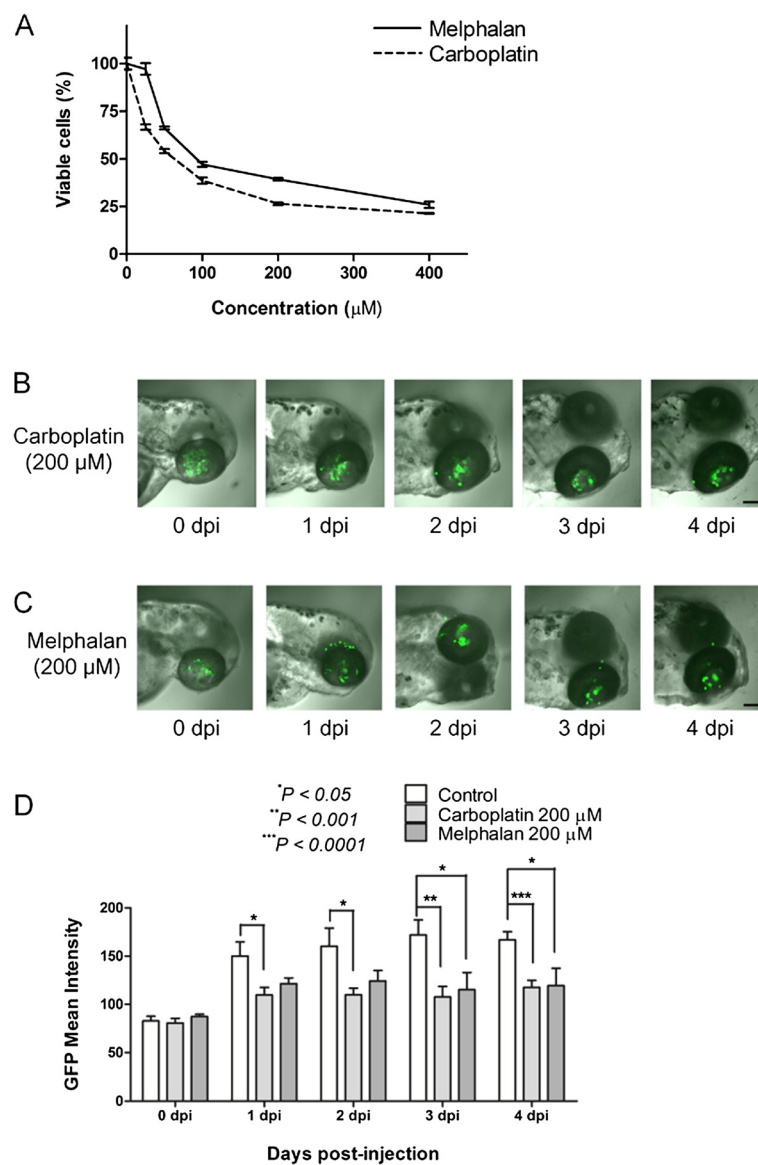 A
Melphalan
Carboplatin
Viable cells (%)
100
75
50
25
0
0 100 200 300 400
Concentration (μM)
B
Carboplatin
(200 μM)
0 dpi 1 dpi 2 dpi 3 dpi 4 dpi
C
Melphalan
(200 μM)
0 dpi 1 dpi 2 dpi 3 dpi 4 dpi
D
*P < 0.05
**P < 0.001
***P < 0.0001
Control
Carboplatin 200 μM
Melphalan 200 μM
GFP Mean Intensity
200
150
100
50
0
* * ** * *** *
0 dpi 1 dpi 2 dpi 3 dpi 4 dpi
Days post-injection